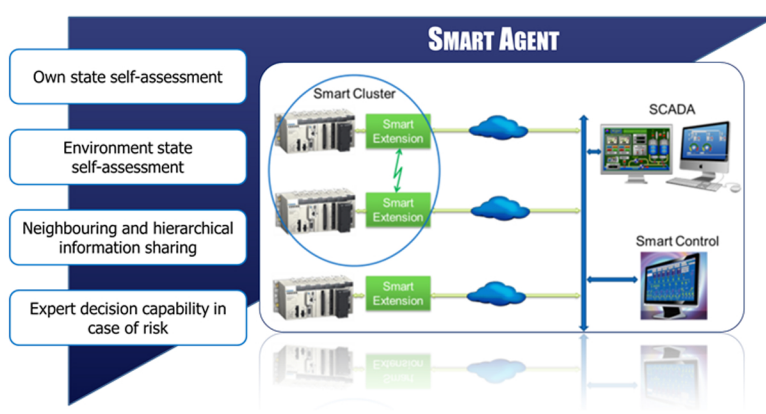 SMART AGENT
Own state self-assessment
Environment state
self-assessment
Neighbouring and hierarchical
information sharing
Expert decision capability in
case of risk
Smart Cluster
Smart
Extension
Smart
Extension
Smart
Extension
SCADA
Smart Control